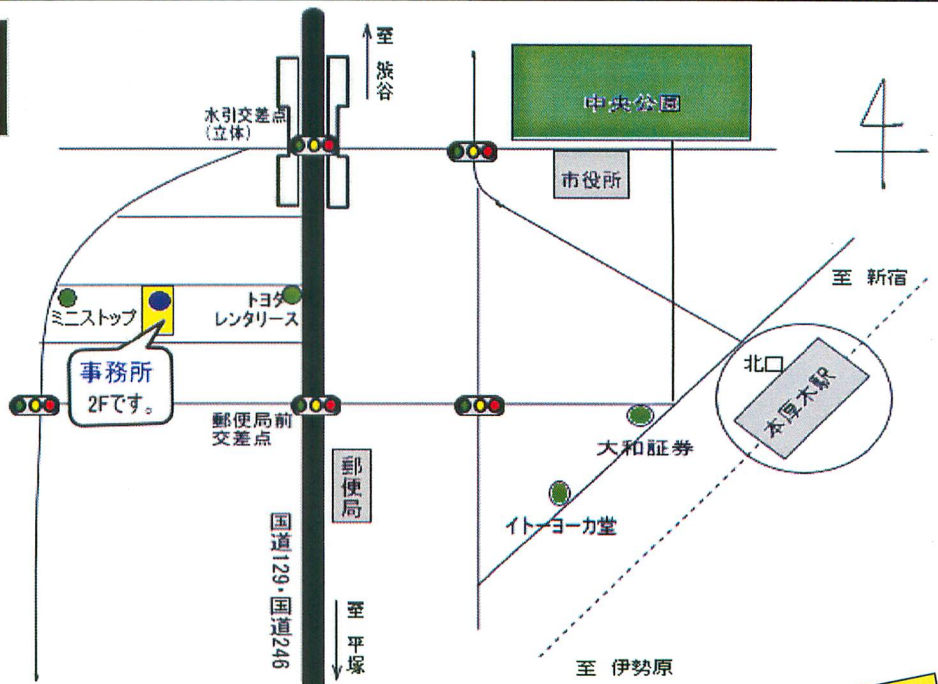 至 渋谷
水引交差点
(立体)
中央公園
市役所
至 新宿
ミニストップ
トヨタ
レンタリース
事務所
2Fです。
北口
本厚木駅
郵便局前
交差点
大和証券
郵便局
イトーヨーカ堂
国道129・国道246
至 平塚
至 伊勢原